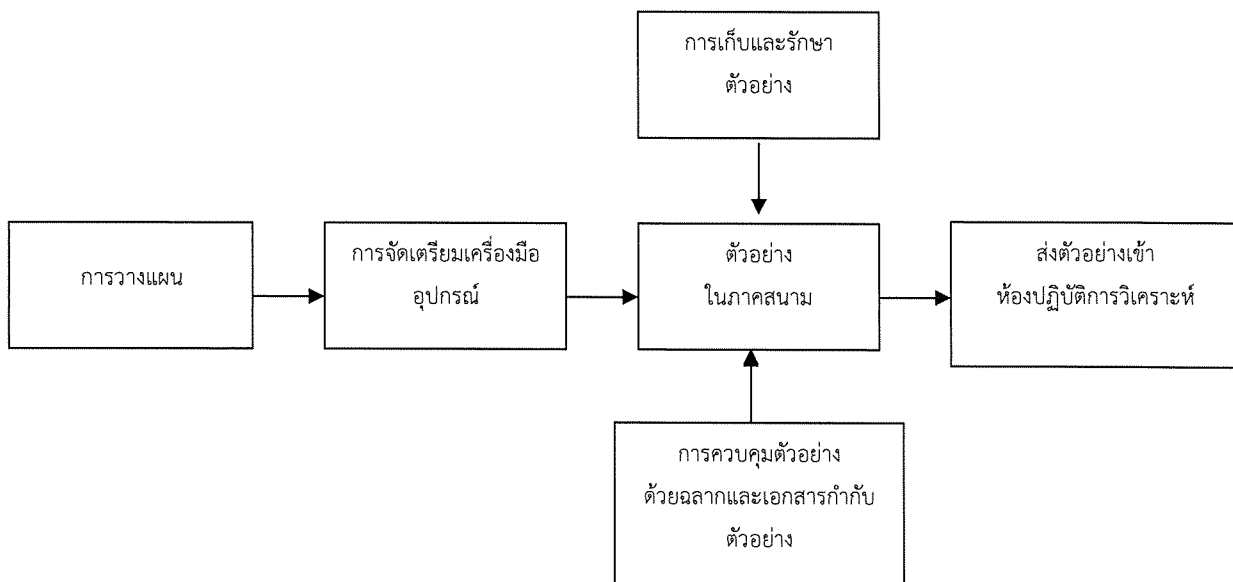 การเก็บและรักษา
ตัวอย่าง
การวางแผน
การจัดเตรียมเครื่องมือ
อุปกรณ์
ตัวอย่าง
ในภาคสนาม
ส่งตัวอย่างเข้า
ห้องปฏิบัติการวิเคราะห์
การควบคุมตัวอย่าง
ด้วยฉลากและเอกสารกำกับ
ตัวอย่าง